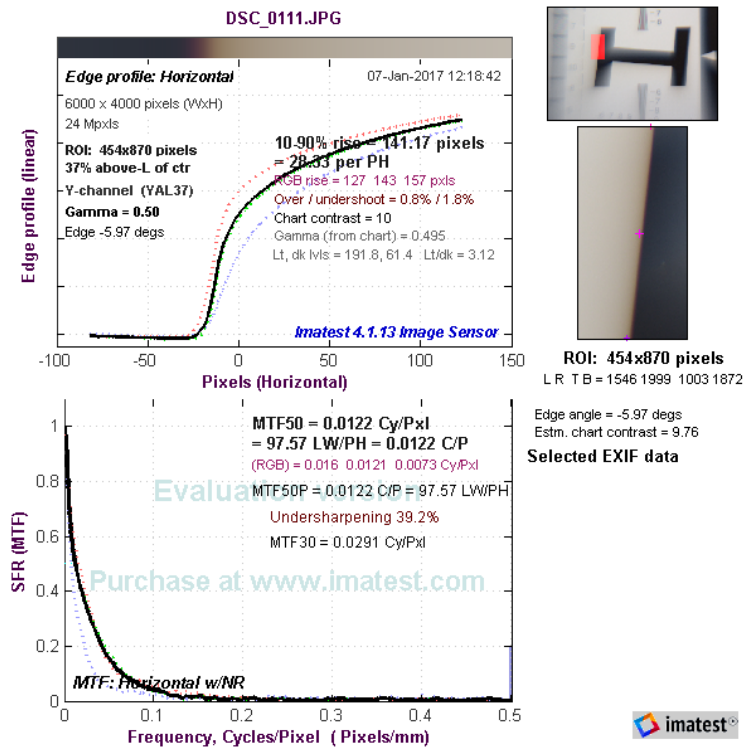 DSC_0111.JPG
Edge profile: Horizontal
07-Jan-2017 12:18:42
6000 x 4000 pixels (WxH)
24 Mpxls
ROI: 454x870 pixels
37% above-L of ctr
Y-channel (YAL37)
Gamma = 0.50
Edge -5.97 degs
10-90% rise = 141.17 pixels
= 28.33 per PH
RGB rise = 127 143 157 pxls
Over / undershoot = 0.8% / 1.8%
Chart contrast = 10
Gamma (from chart) = 0.495
Lt, dk lvls = 191.8, 61.4 Lt/dk = 3.12
Imatest 4.1.13 Image Sensor
Edge profile (linear)
-100 -50 0 50 100 150
Pixels (Horizontal)
ROI: 454x870 pixels
L R T B = 1546 1999 1003 1872
Edge angle = -5.97 degs
Estm. chart contrast = 9.76
Selected EXIF data
MTF50 = 0.0122 Cy/Pxl
= 97.57 LW/PH = 0.0122 C/P
(RGB) = 0.016 0.0121 0.0073 Cy/Pxl
Evaluation version
MTF50P = 0.0122 C/P = 97.57 LW/PH
Undersharpening 39.2%
MTF30 = 0.0291 Cy/Pxl
Purchase at www.imatest.com
MTF: Horizontal w/NR
SFR (MTF)
1
0.8
0.6
0.4
0.2
0
0 0.1 0.2 0.3 0.4 0.5
Frequency, Cycles/Pixel ( Pixels/mm)
imatest®